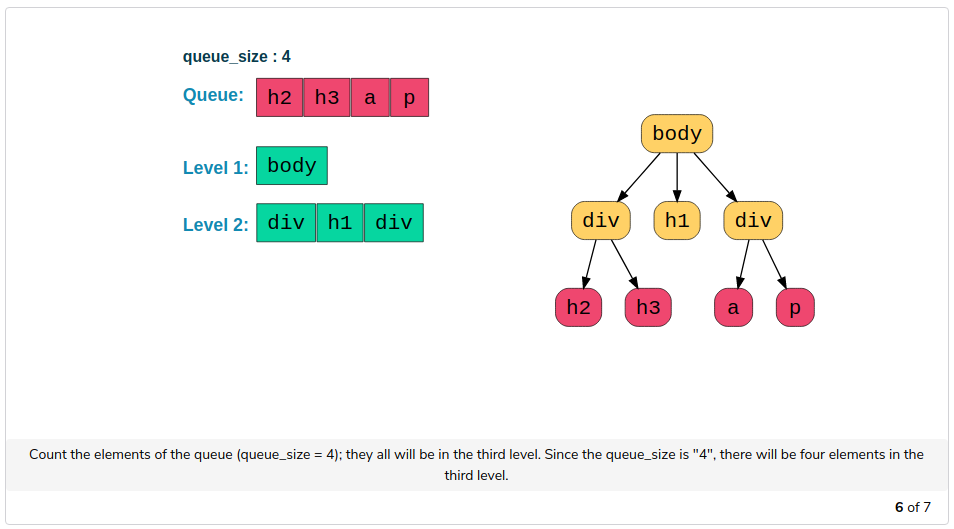 queue_size : 4
Queue: h2 h3 a p
Level 1: body
Level 2: div h1 div
body
div h1 div
h2 h3 a p
Count the elements of the queue (queue_size = 4); they all will be in the third level. Since the queue_size is "4", there will be four elements in the
third level.
6 of 7